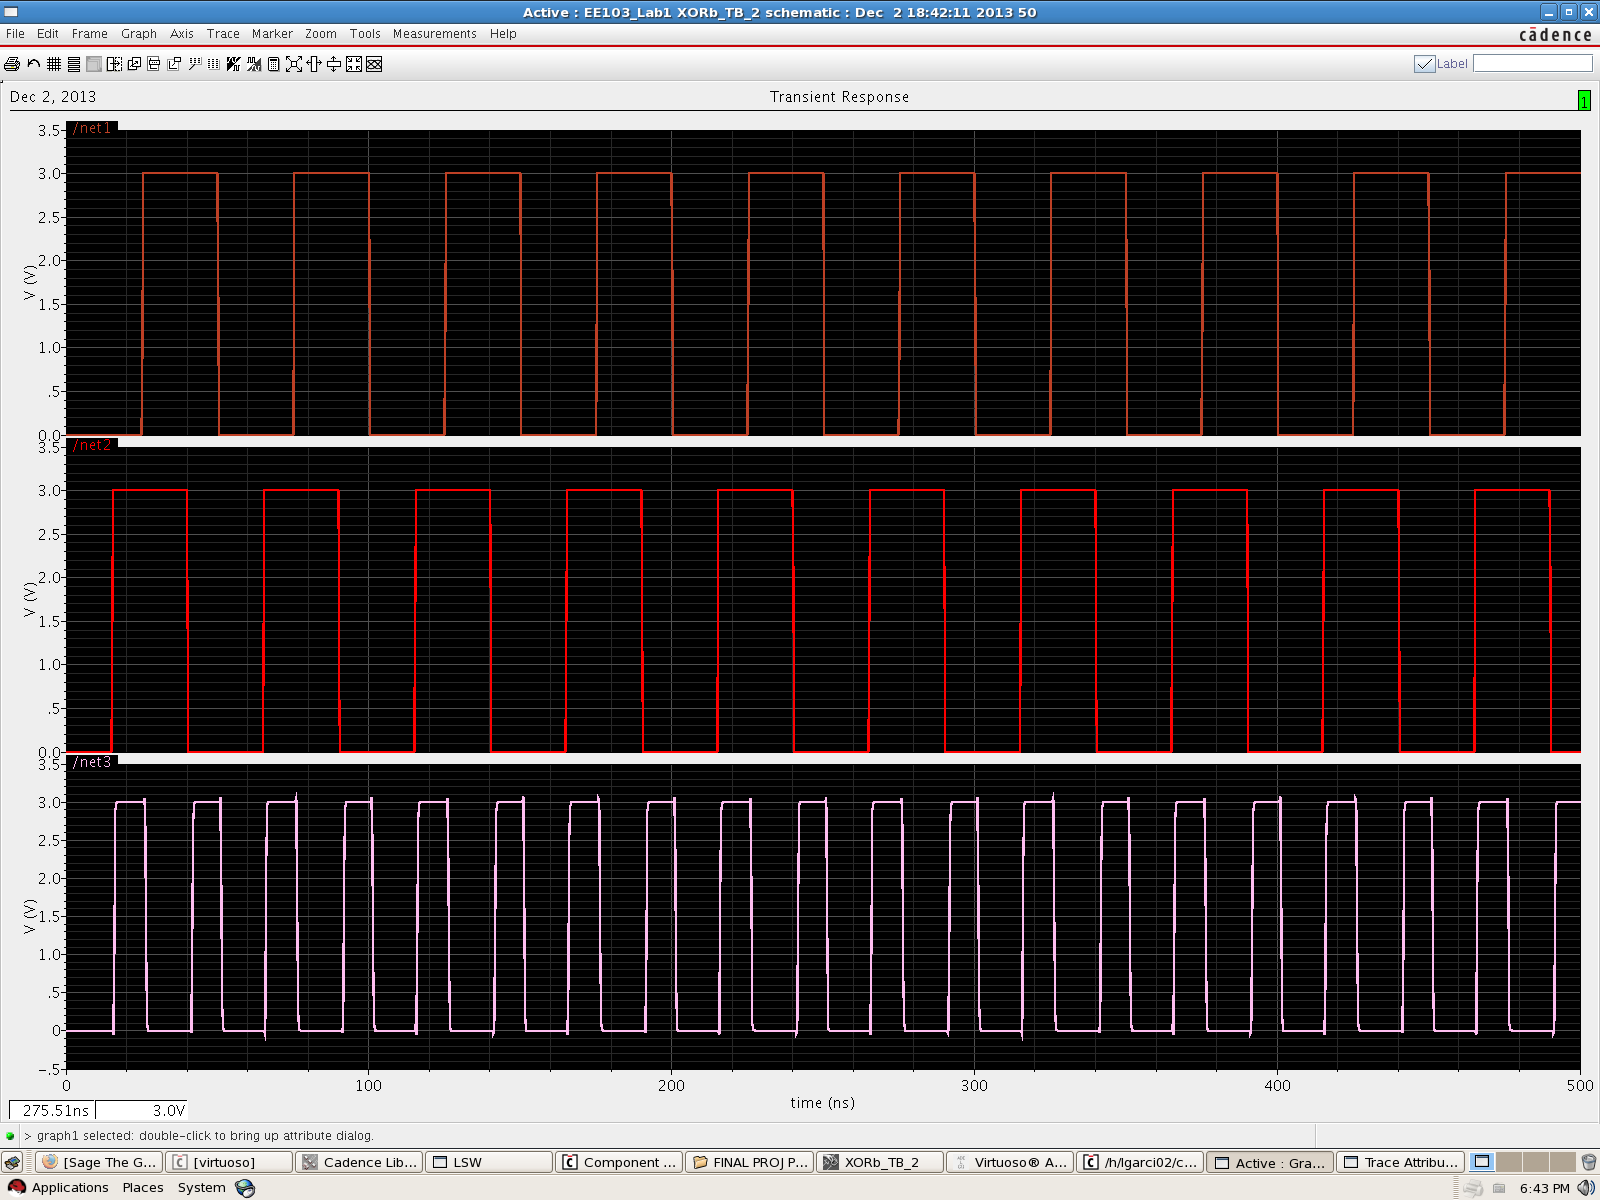 Active : EE103_Lab1 XORb_TB_2 schematic : Dec  2 18:42:11 2013 50
File Edit Frame Graph Axis Trace Marker Zoom Tools Measurements Help
cādence
Label
Dec 2, 2013
Transient Response
1
/net1
3.5
3.0
2.5
2.0
V (V)
1.5
1.0
.5
0.0
/net2
3.5
3.0
2.5
2.0
V (V)
1.5
1.0
.5
0.0
/net3
3.5
3.0
2.5
2.0
V (V)
1.5
1.0
.5
0
-.5
0 100 200 300 400 500
time (ns)
275.51ns 3.0V
> graph1 selected: double-click to bring up attribute dialog.
[Sage The G... [virtuoso] Cadence Lib... LSW Component ... FINAL PROJ P... XORb_TB_2 Virtuoso® A... /h/lgarci02/c... Active : Gra... Trace Attribu...
Applications Places System 6:43 PM